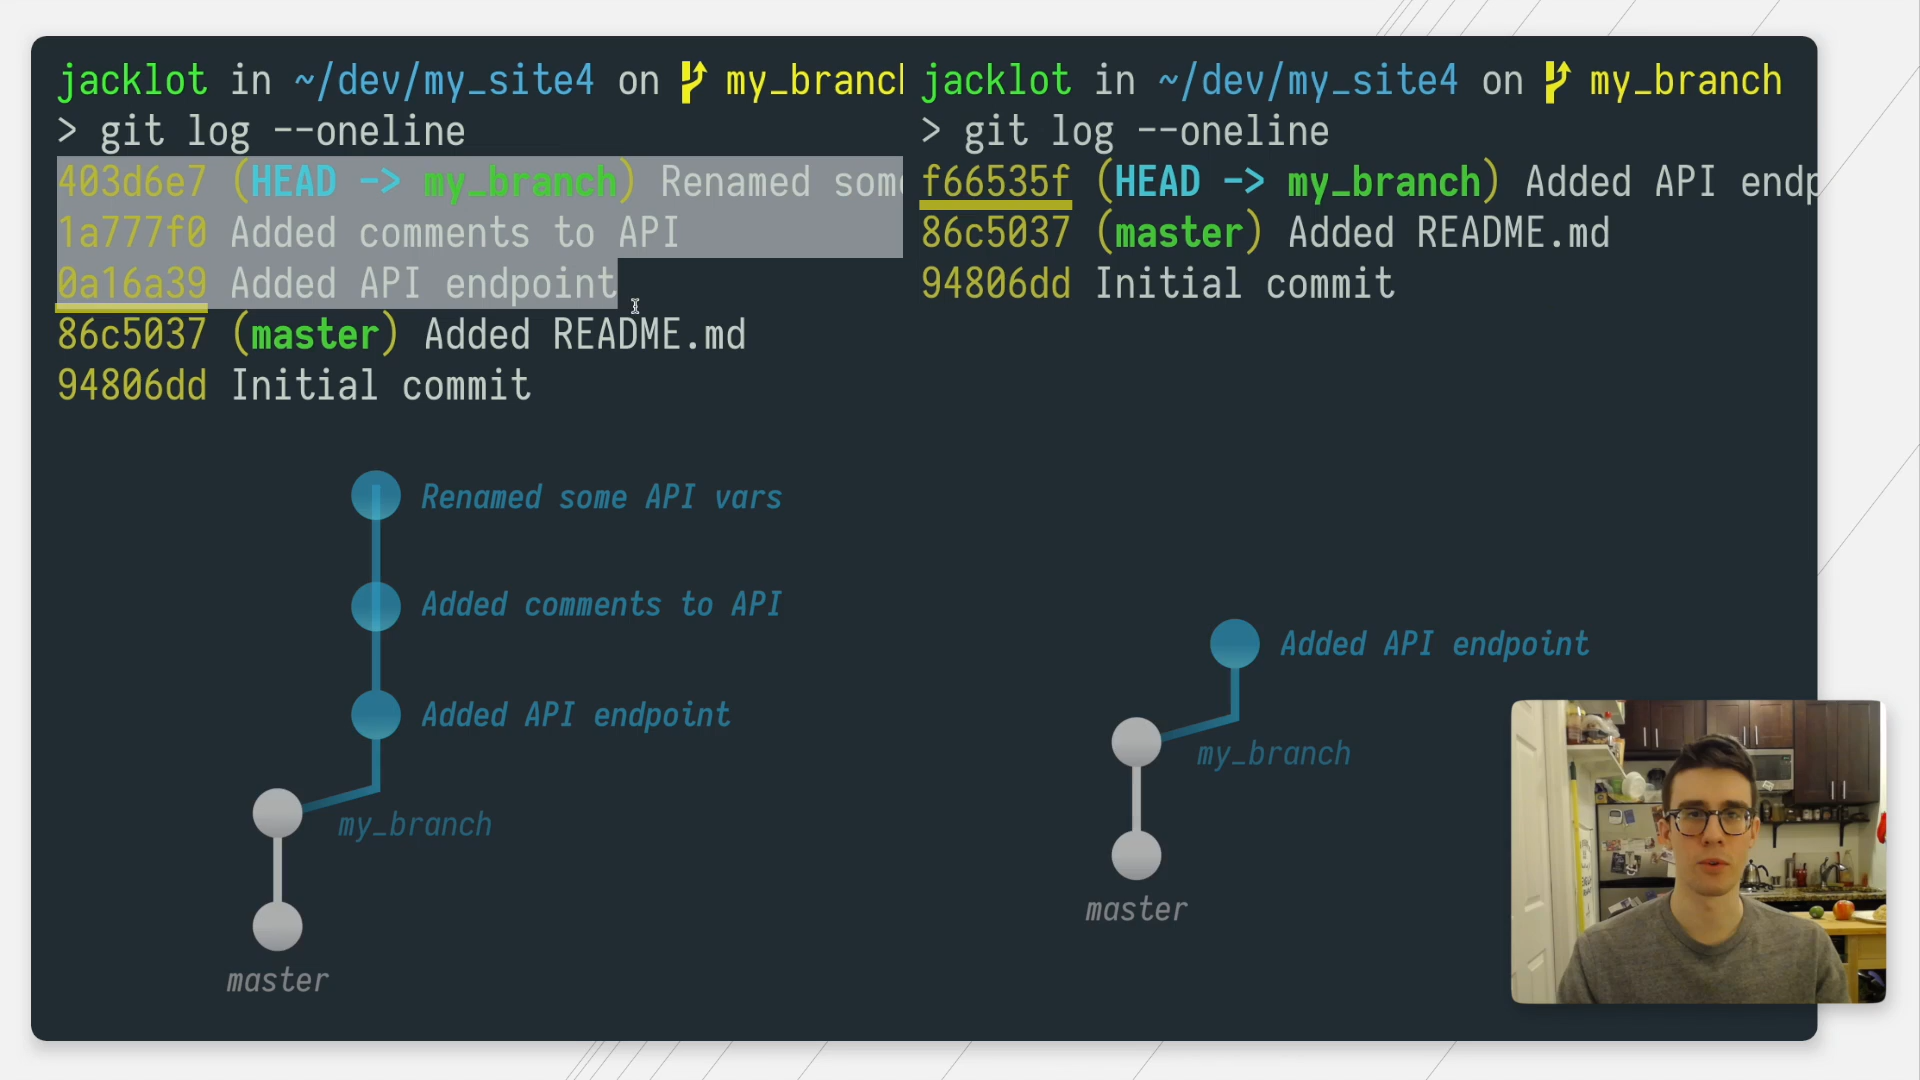 jacklot in ~/dev/my_site4 on my_branch
> git log --oneline
403d6e7 (HEAD -> my_branch) Renamed some
1a777f0 Added comments to API
0a16a39 Added API endpoint
86c5037 (master) Added README.md
94806dd Initial commit
Renamed some API vars
Added comments to API
Added API endpoint
my_branch
master
jacklot in ~/dev/my_site4 on my_branch
> git log --oneline
f66535f (HEAD -> my_branch) Added API endp
86c5037 (master) Added README.md
94806dd Initial commit
Added API endpoint
my_branch
master